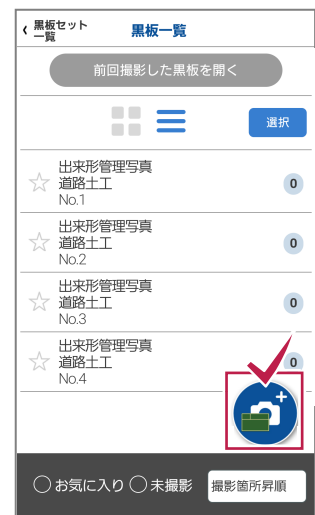 黒板セット
一覧
黒板一覧
前回撮影した黒板を開く
選択
出来形管理写真
道路土工
No.1
0
出来形管理写真
道路土工
No.2
0
出来形管理写真
道路土工
No.3
0
出来形管理写真
道路土工
No.4
0
お気に入り
未撮影
撮影箇所昇順